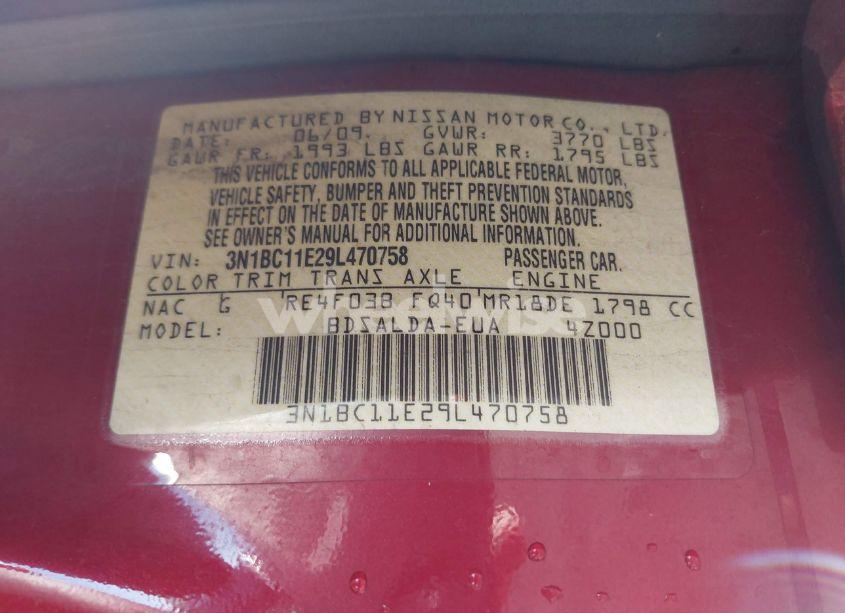 MANUFACTURED BY NISSAN MOTOR CO., LTD.
DATE: 06/09. GVWR: 3770 LBS
GAWR FR: 1993 LBS GAWR RR: 1795 LBS
THIS VEHICLE CONFORMS TO ALL APPLICABLE FEDERAL MOTOR,
VEHICLE SAFETY, BUMPER AND THEFT PREVENTION STANDARDS
IN EFFECT ON THE DATE OF MANUFACTURE SHOWN ABOVE.
SEE OWNER'S MANUAL FOR ADDITIONAL INFORMATION
VIN: 3N1BC11E29L470758 PASSENGER CAR.
COLOR TRIM TRANS AXLE ENGINE
NAC G RE4F03B FQ40 MR18DE 1798 CC
MODEL: BDSALDA-EUA 4Z000
3N1BC11E29L470758
wheelwise